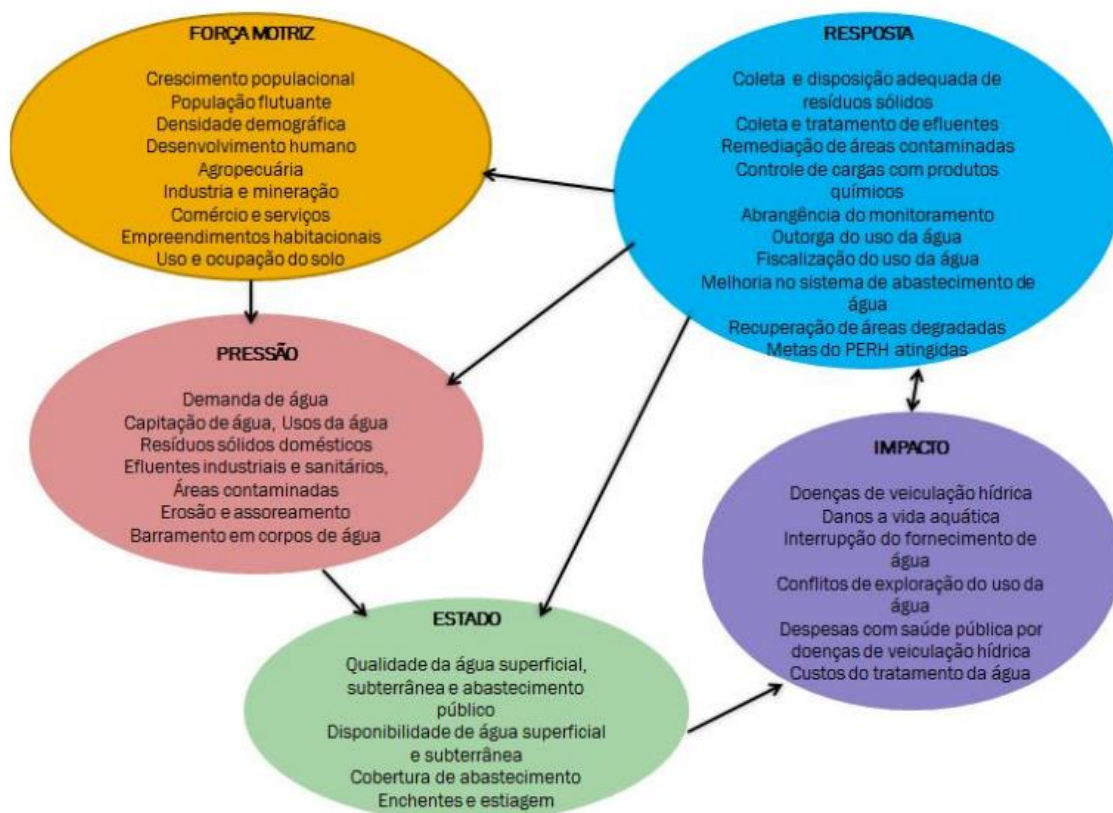 FORÇA MOTRIZ
Crescimento populacional
População flutuante
Densidade demográfica
Desenvolvimento humano
Agropecuária
Industria e mineração
Comércio e serviços
Empreendimentos habitacionais
Uso e ocupação do solo
RESPOSTA
Coleta e disposição adequada de
resíduos sólidos
Coleta e tratamento de efluentes
Remediação de áreas contaminadas
Controle de cargas com produtos
químicos
Abrangência do monitoramento
Outorga do uso da água
Fiscalização do uso da água
Melhoria no sistema de abastecimento de
água
Recuperação de áreas degradadas
Metas do PERH atingidas
PRESSÃO
Demanda de água
Capitação de água, Usos da água
Resíduos sólidos domésticos
Efluentes industriais e sanitários,
Áreas contaminadas
Erosão e assoreamento
Barramento em corpos de água
IMPACTO
Doenças de veiculação hídrica
Danos a vida aquática
Interrupção do fornecimento de
água
Conflitos de exploração do uso da
água
Despesas com saúde pública por
doenças de veiculação hídrica
Custos do tratamento da água
ESTADO
Qualidade da água superficial,
subterrânea e abastecimento
público
Disponibilidade de água superficial
e subterrânea
Cobertura de abastecimento
Enchentes e estiagem